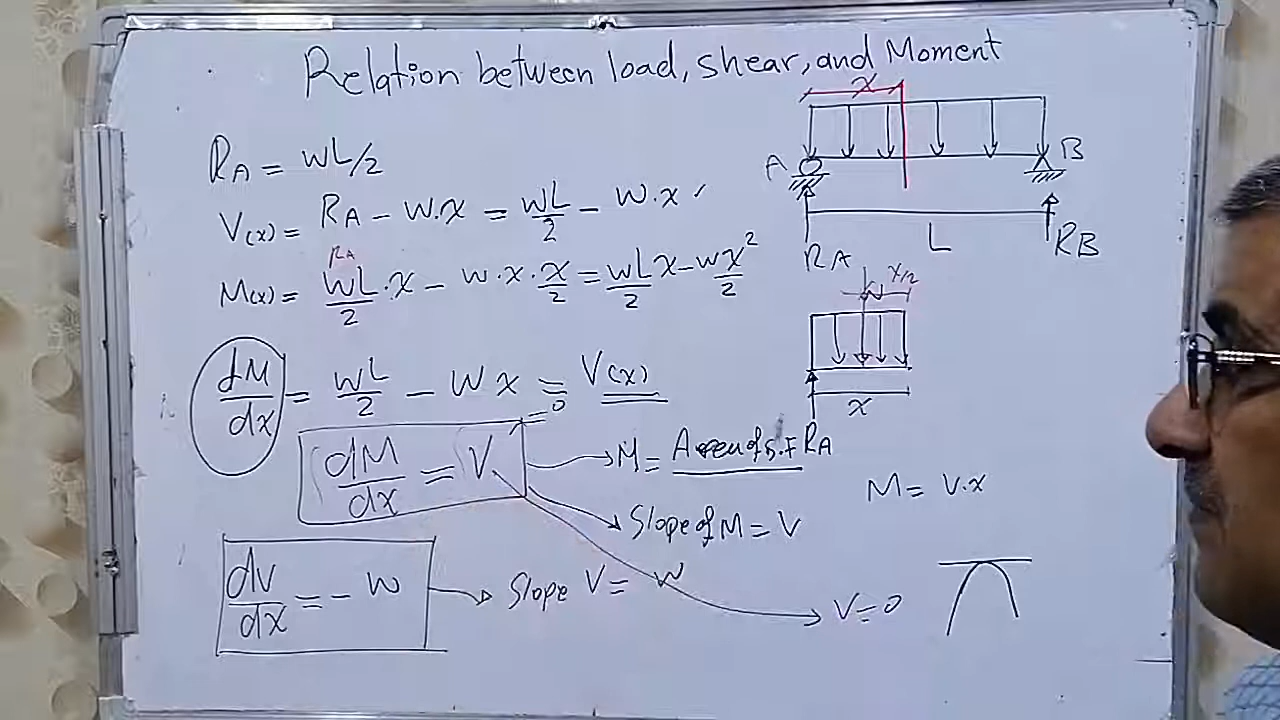 Relation between load, shear, and Moment
RA = WL/2
V(x) = RA - W.x = WL/2 - W.x
RA
M(x) = WL/2 .x - w.x.x/2 = WL/2 x - wx²/2
dM/dx = WL/2 - Wx = V(x)
= 0
dM/dx = V
M = Area of S.F
Slope of M = V
dv/dx = - w
Slope V = w
V = 0
x
A
B
L
RA
RB
x/2
x
RA
M = V.x